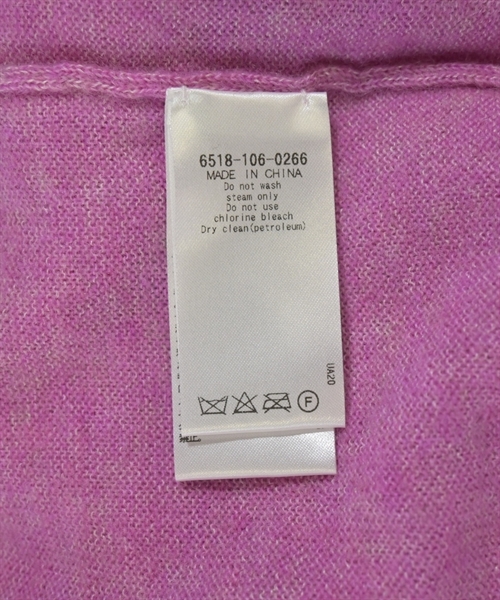 6518-106-0266
MADE IN CHINA
Do not wash
steam only
Do not use
chlorine bleach
Dry clean(petroleum)
UA20
F